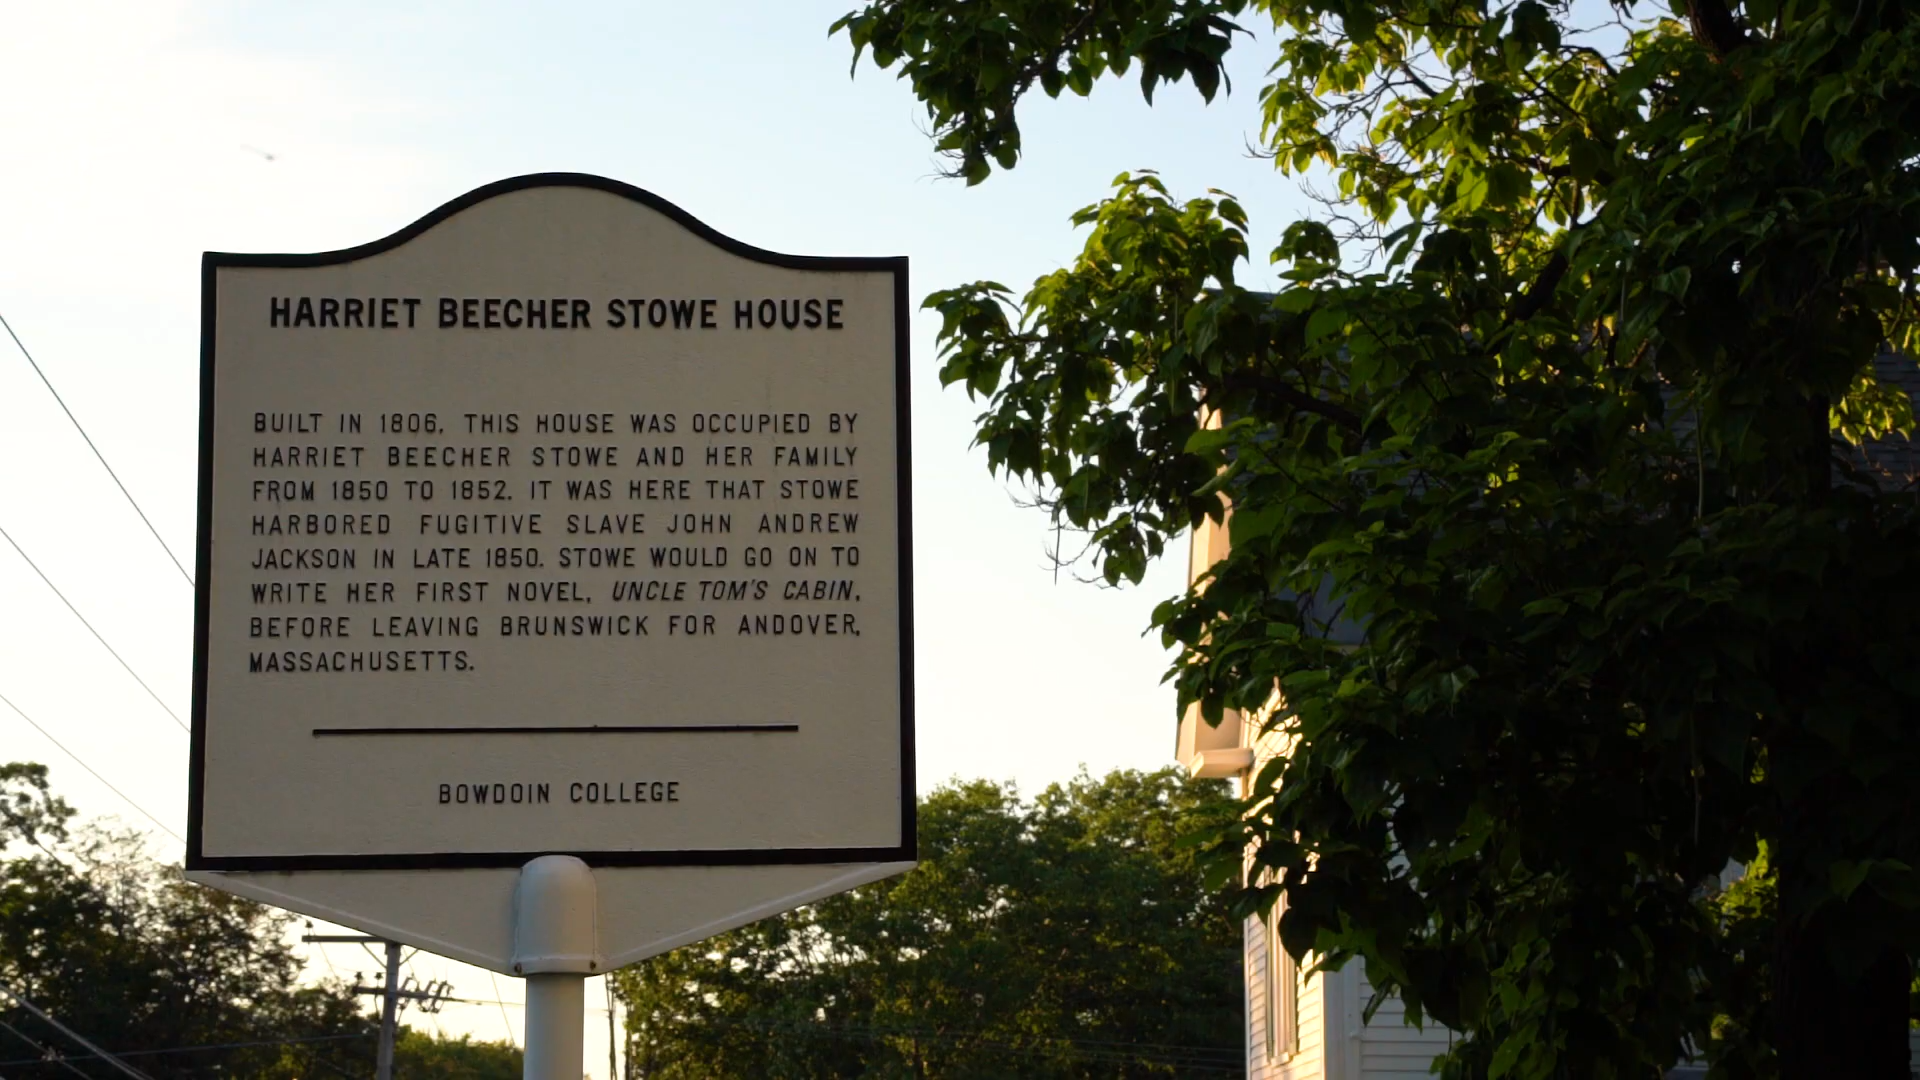 HARRIET BEECHER STOWE HOUSE
BUILT IN 1806, THIS HOUSE WAS OCCUPIED BY
HARRIET BEECHER STOWE AND HER FAMILY
FROM 1850 TO 1852. IT WAS HERE THAT STOWE
HARBORED FUGITIVE SLAVE JOHN ANDREW
JACKSON IN LATE 1850. STOWE WOULD GO ON TO
WRITE HER FIRST NOVEL, UNCLE TOM'S CABIN,
BEFORE LEAVING BRUNSWICK FOR ANDOVER,
MASSACHUSETTS.
BOWDOIN COLLEGE